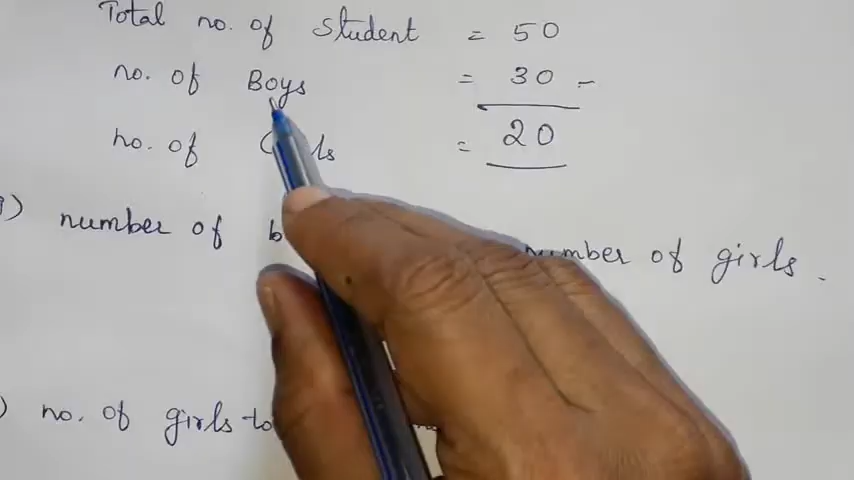 Total no. of Student = 50
no. of Boys = 30 -
no. of = 20
number of number of girls.
no. of girls to